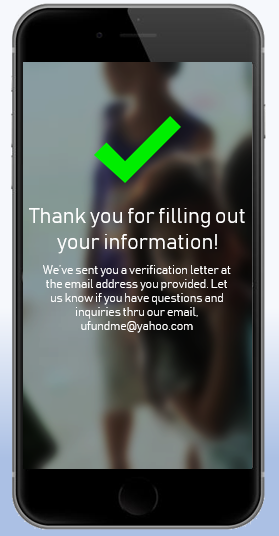 Thank you for filling out
your information!
We've sent you a verification letter at
the email address you provided. Let
us know if you have questions and
inquiries thru our email,
ufundme@yahoo.com